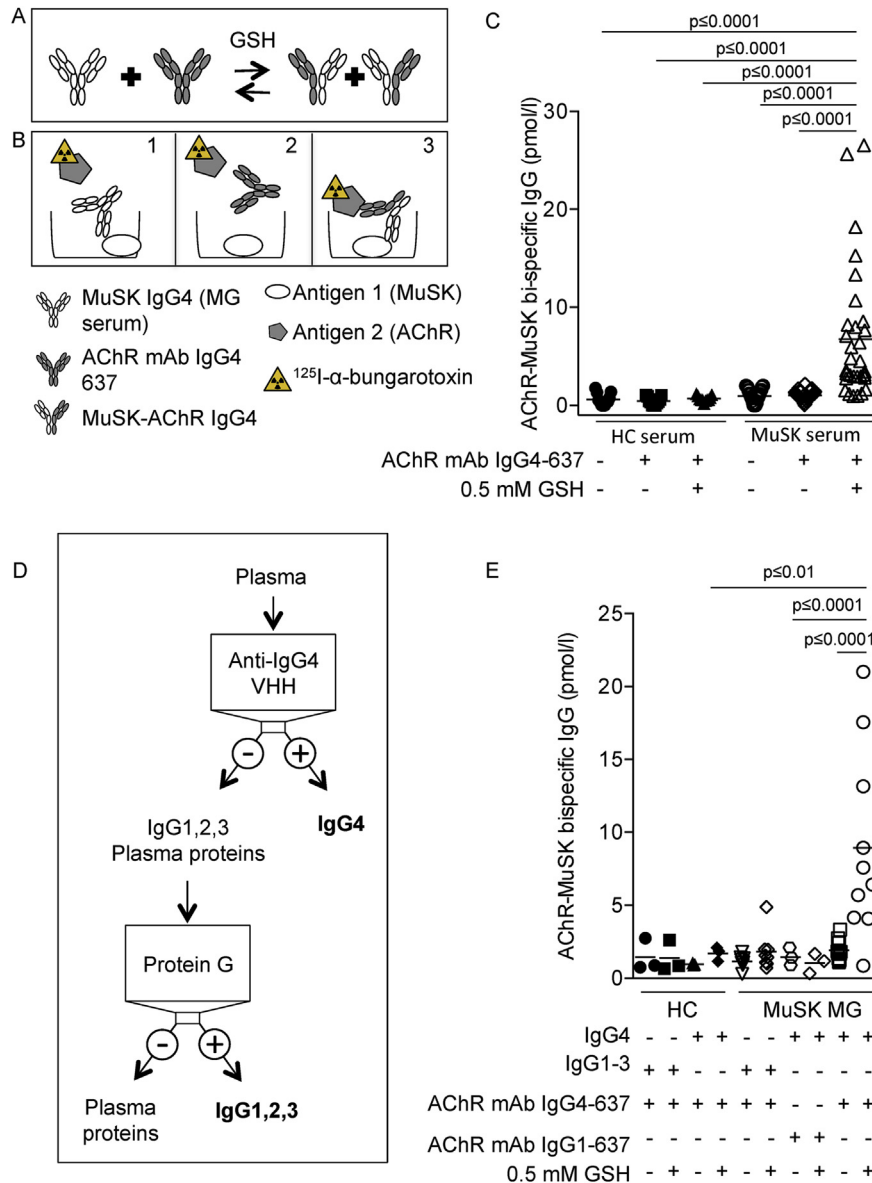 A
GSH
B
1
2
3
MuSK IgG4 (MG
serum)
AChR mAb IgG4
637
MuSK-AChR IgG4
Antigen 1 (MuSK)
Antigen 2 (AChR)
¹²⁵I-α-bungarotoxin
C
p≤0.0001
p≤0.0001
p≤0.0001
p≤0.0001
p≤0.0001
AChR-MuSK bi-specific IgG (pmol/l)
30
20
10
0
HC serum MuSK serum
AChR mAb IgG4-637 - + + - + +
0.5 mM GSH - - + - - +
D
Plasma
Anti-IgG4
VHH
- +
IgG1,2,3
Plasma proteins
IgG4
Protein G
- +
Plasma
proteins
IgG1,2,3
E
p≤0.01
p≤0.0001
p≤0.0001
AChR-MuSK bispecific IgG (pmol/l)
25
20
15
10
5
0
HC MuSK MG
IgG4 - - + + - - + + + +
IgG1-3 + + - - + + - - - -
AChR mAb IgG4-637 + + + + + + - - + +
AChR mAb IgG1-637 - - - - - - + + - -
0.5 mM GSH - + - + - + - + - +